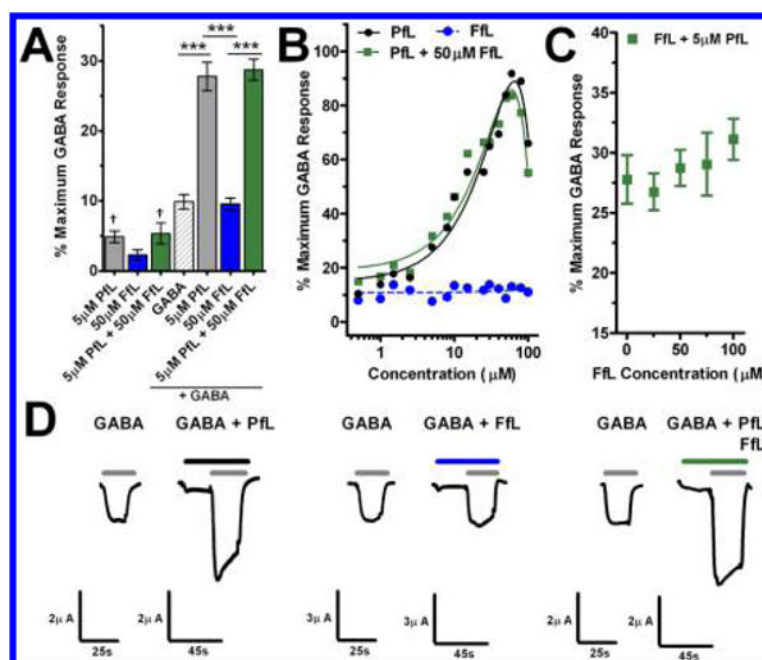 A
% Maximum GABA Response
30
20
10
0
***
***
***
†
†
5µM PfL
50µM FfL
5µM PfL + 50µM FfL
GABA
5µM PfL
50µM FfL
5µM PfL + 50µM FfL
+ GABA
B
PfL
FfL
PfL + 50µM FfL
% Maximum GABA Response
100
80
60
40
20
0
1
10
100
Concentration (µM)
C
FfL + 5µM PfL
% Maximum GABA Response
40
35
30
25
20
15
0
50
100
FfL Concentration (µM
D
GABA
GABA + PfL
GABA
GABA + FfL
GABA
GABA + PfL
FfL
2µ A
25s
2µ A
45s
3µ A
25s
3µ A
45s
2µ A
25s
2µ A
45s